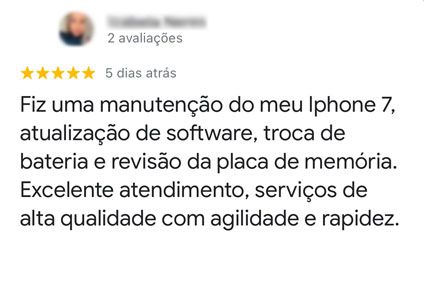 2 avaliações
5 dias atrás
Fiz uma manutenção do meu Iphone 7,
atualização de software, troca de
bateria e revisão da placa de memória.
Excelente atendimento, serviços de
alta qualidade com agilidade e rapidez.